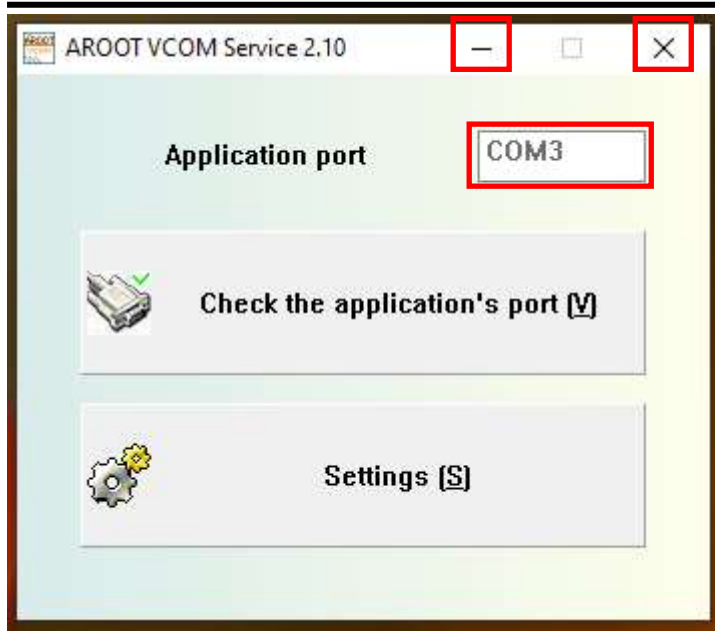 AROOT VCOM Service 2.10
Application port COM3
Check the application's port (V)
Settings (S)